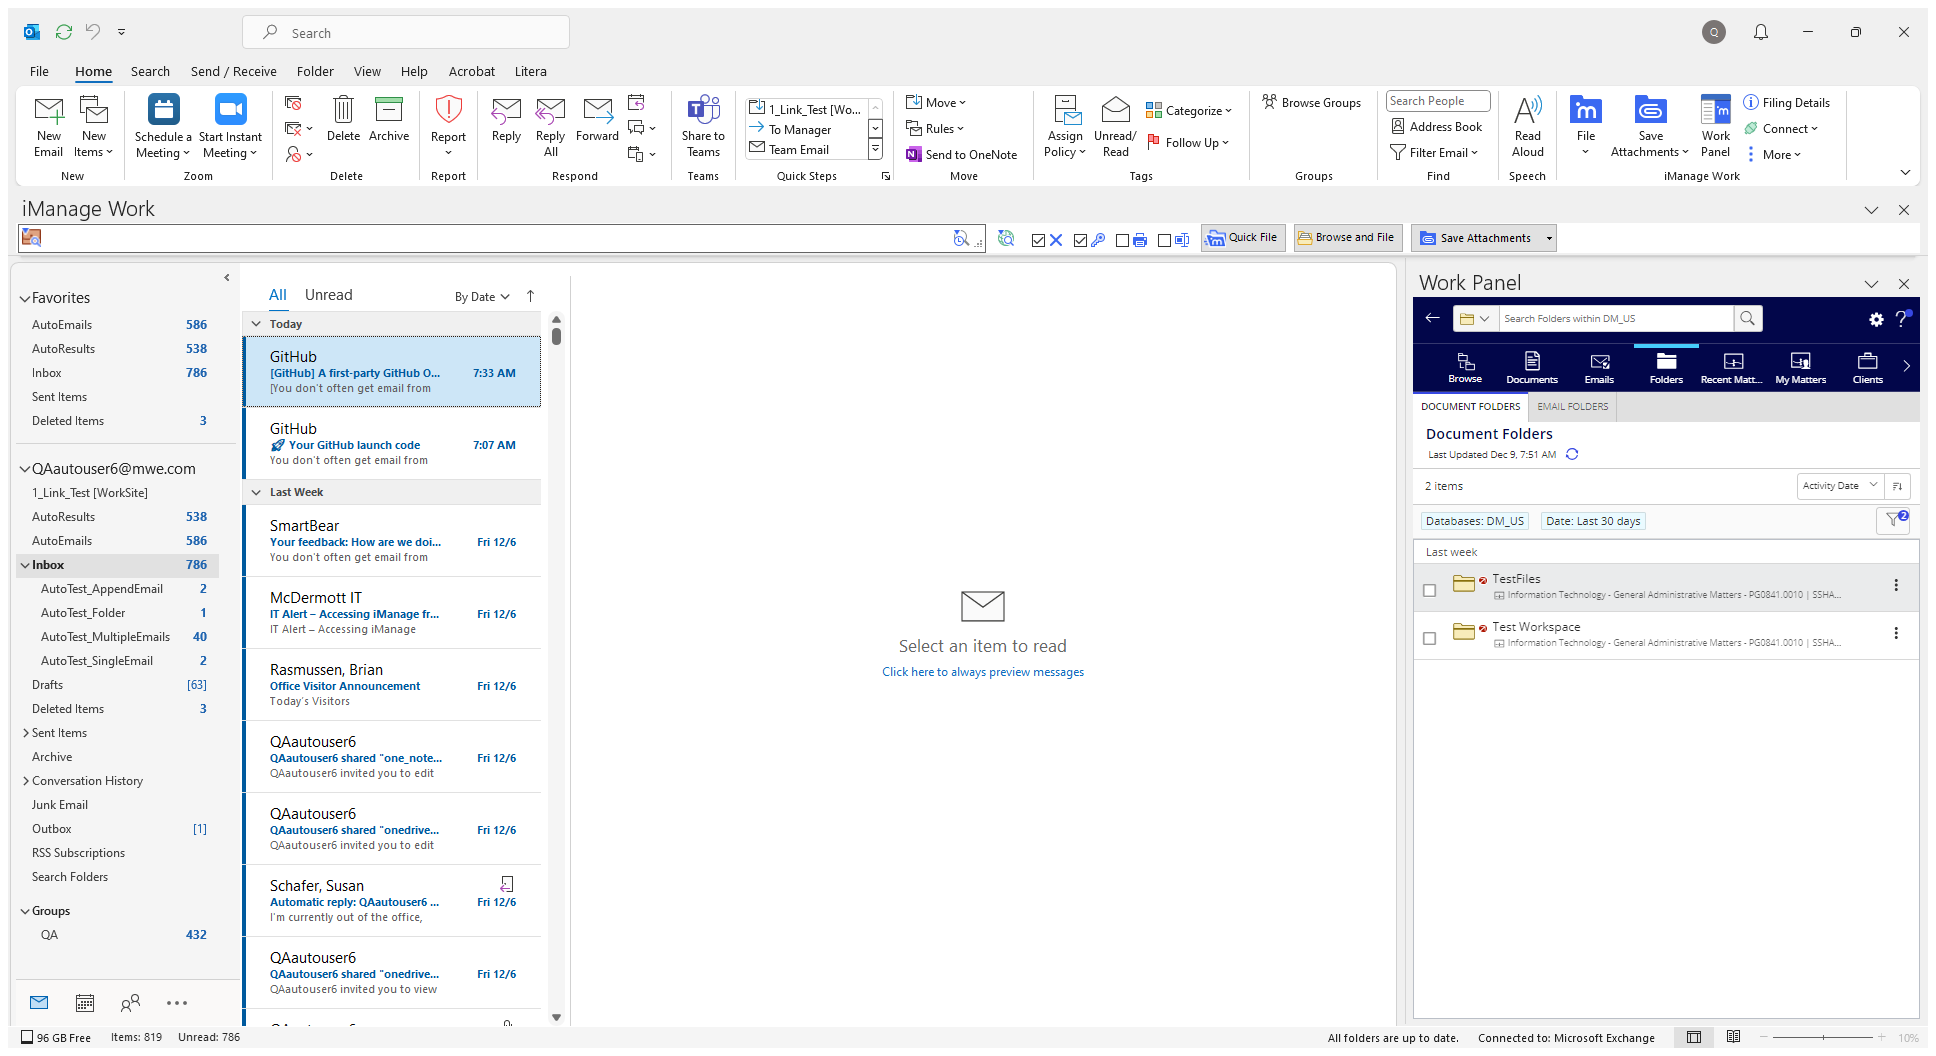 Search
Q
File Home Search Send / Receive Folder View Help Acrobat Litera
New Email
New Items
New
Schedule a Meeting
Start Instant Meeting
Zoom
Delete
Archive
Delete
Report
Report
Reply
Reply All
Forward
Respond
Share to Teams
Teams
1_Link_Test [Wo...
To Manager
Team Email
Quick Steps
Move
Rules
Send to OneNote
Move
Assign Policy
Unread/ Read
Categorize
Follow Up
Tags
Browse Groups
Groups
Search People
Address Book
Filter Email
Find
Read Aloud
Speech
File
Save Attachments
Work Panel
Filing Details
Connect
More
iManage Work
iManage Work
Quick File
Browse and File
Save Attachments
Favorites
AutoEmails 586
AutoResults 538
Inbox 786
Sent Items
Deleted Items 3
QAautouser6@mwe.com
1_Link_Test [WorkSite]
AutoResults 538
AutoEmails 586
Inbox 786
AutoTest_AppendEmail 2
AutoTest_Folder 1
AutoTest_MultipleEmails 40
AutoTest_SingleEmail 2
Drafts [63]
Deleted Items 3
Sent Items
Archive
Conversation History
Junk Email
Outbox [1]
RSS Subscriptions
Search Folders
Groups
QA 432
All Unread By Date
Today
GitHub
[GitHub] A first-party GitHub O... 7:33 AM
[You don't often get email from
GitHub
🚀 Your GitHub launch code 7:07 AM
You don't often get email from
Last Week
SmartBear
Your feedback: How are we doi... Fri 12/6
You don't often get email from
McDermott IT
IT Alert – Accessing iManage fr... Fri 12/6
IT Alert – Accessing iManage
Rasmussen, Brian
Office Visitor Announcement Fri 12/6
Today's Visitors
QAautouser6
QAautouser6 shared "one_note... Fri 12/6
QAautouser6 invited you to edit
QAautouser6
QAautouser6 shared "onedrive... Fri 12/6
QAautouser6 invited you to edit
Schafer, Susan
Automatic reply: QAautouser6 ... Fri 12/6
I'm currently out of the office,
QAautouser6
QAautouser6 shared "onedrive... Fri 12/6
QAautouser6 invited you to view
Select an item to read
Click here to always preview messages
Work Panel
Search Folders within DM_US
Browse Documents Emails Folders Recent Matt... My Matters Clients
DOCUMENT FOLDERS EMAIL FOLDERS
Document Folders
Last Updated Dec 9, 7:51 AM
2 items Activity Date
Databases: DM_US Date: Last 30 days 2
Last week
TestFiles
Information Technology - General Administrative Matters - PG0841.0010 | SSHA...
Test Workspace
Information Technology - General Administrative Matters - PG0841.0010 | SSHA...
96 GB Free Items: 819 Unread: 786 All folders are up to date. Connected to: Microsoft Exchange 10%